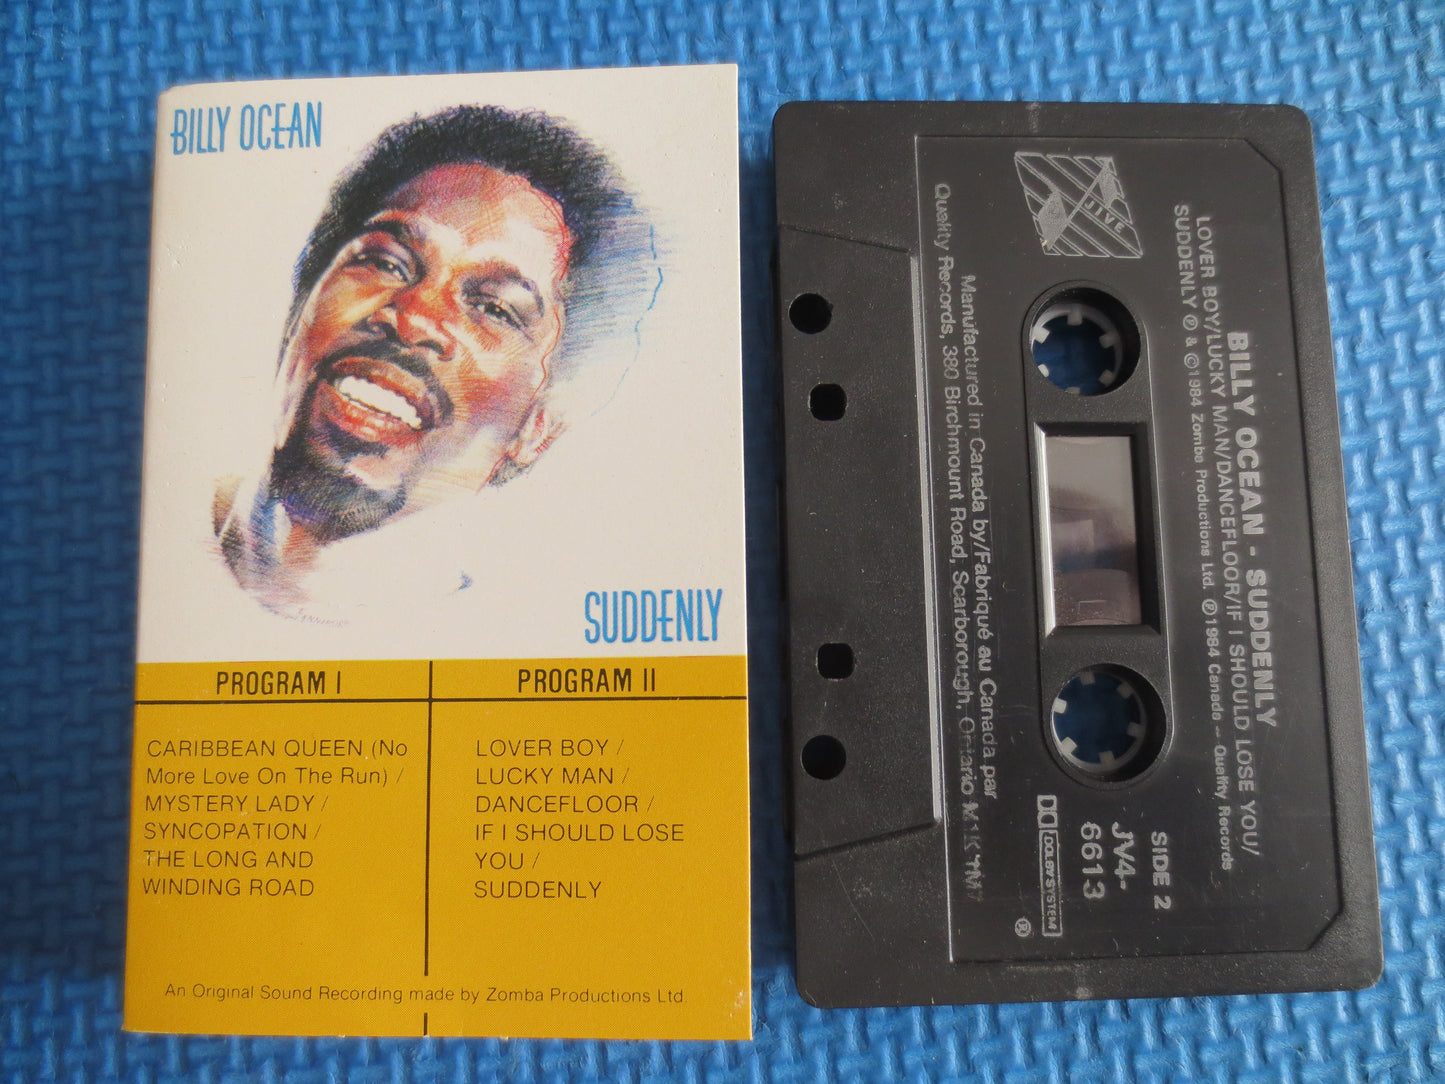 BILLY OCEAN
SUDDENLY
PROGRAM I
CARIBBEAN QUEEN (No
More Love On The Run) /
MYSTERY LADY /
SYNCOPATION /
THE LONG AND
WINDING ROAD
PROGRAM II
LOVER BOY /
LUCKY MAN /
DANCEFLOOR /
IF I SHOULD LOSE
YOU /
SUDDENLY
An Original Sound Recording made by Zomba Productions Ltd.
JIVE
BILLY OCEAN - SUDDENLY
LOVER BOY/LUCKY MAN/DANCEFLOOR/IF I SHOULD LOSE YOU/
SUDDENLY ℗ & ©1984 Zomba Productions Ltd. ℗1984 Canada – Quality Records
SIDE 2
JV4-
6613
DOLBY SYSTEM
®
Manufactured in Canada by/Fabriqué au Canada par
Quality Records, 380 Birchmount Road, Scarborough, Ontario M1K